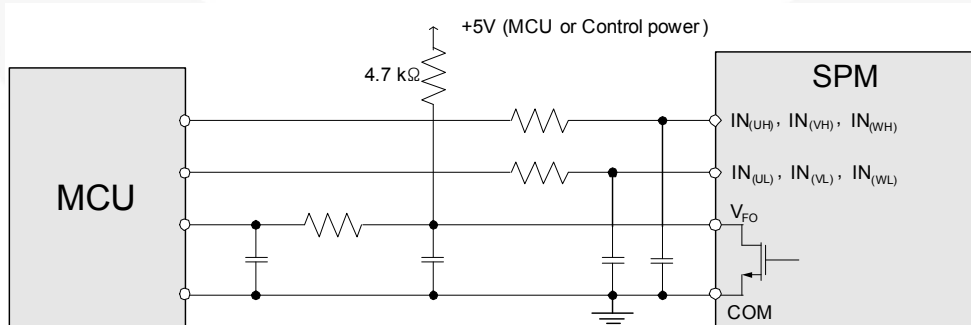 +5V (MCU or Control power)
4.7 kΩ
SPM
IN(UH), IN(VH), IN(WH)
IN(UL), IN(VL), IN(WL)
MCU
VFO
COM